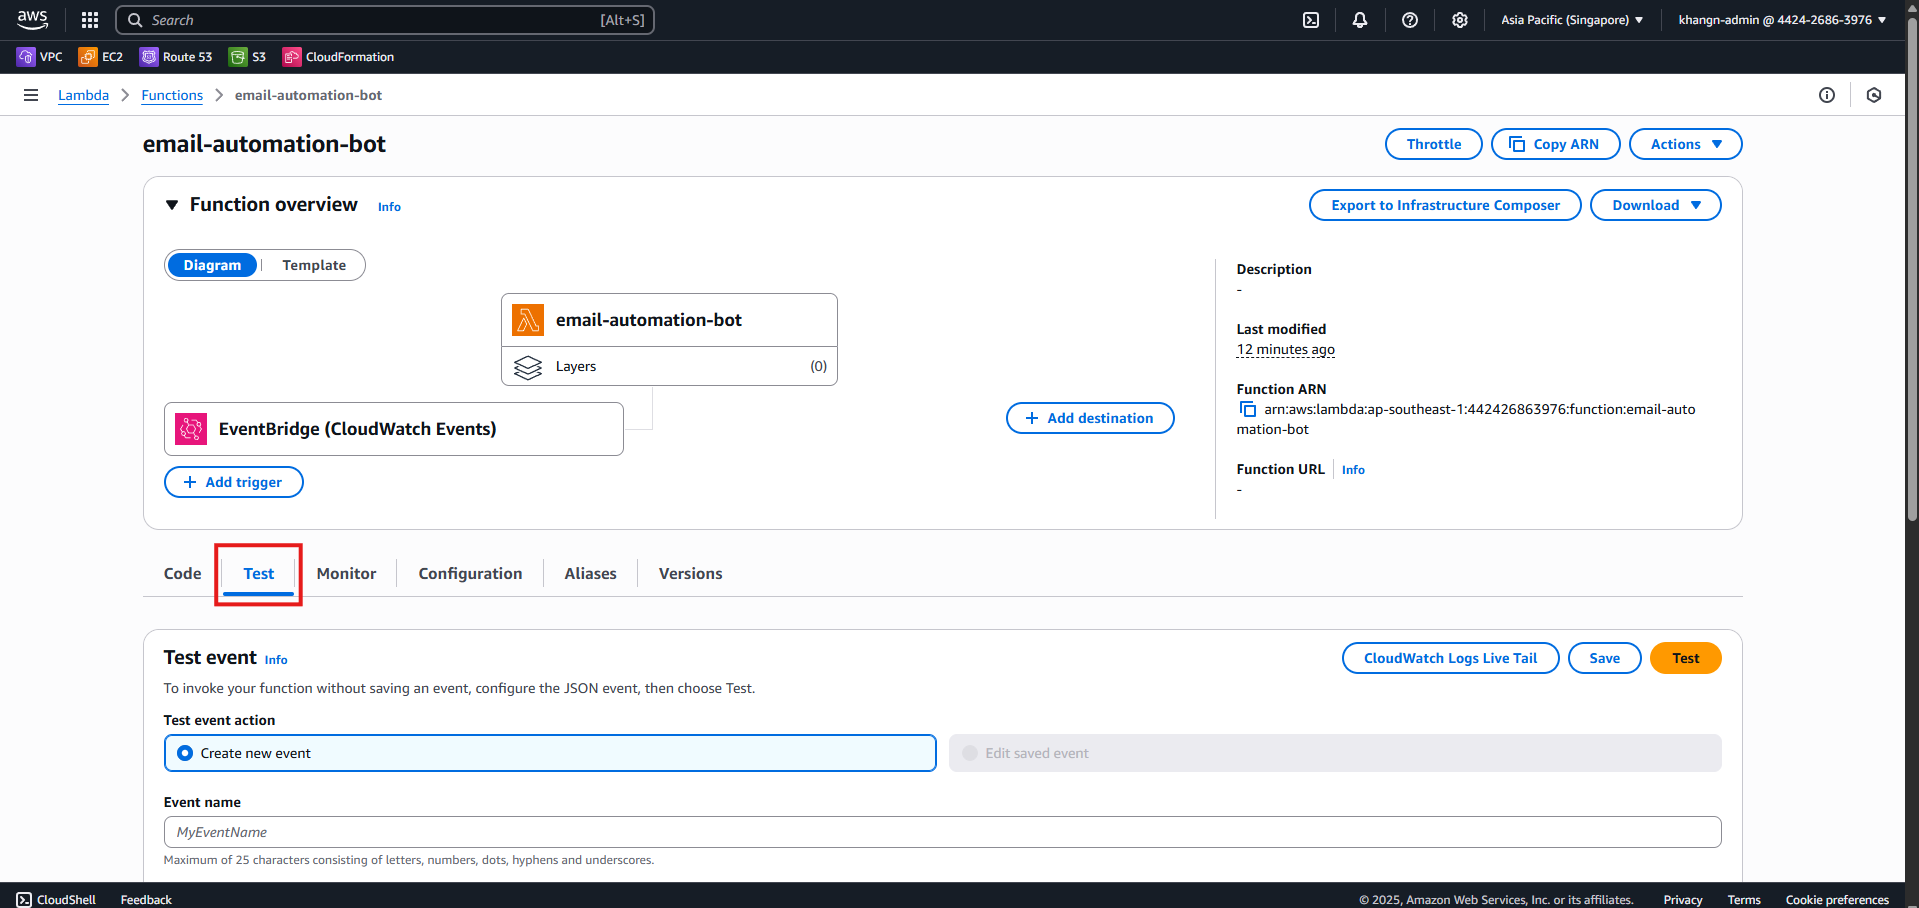 aws
Search [Alt+S]
Asia Pacific (Singapore)
khangn-admin @ 4424-2686-3976
VPC
EC2
Route 53
S3
CloudFormation
Lambda
Functions
email-automation-bot
email-automation-bot
Throttle
Copy ARN
Actions
Function overview
Info
Export to Infrastructure Composer
Download
Diagram
Template
email-automation-bot
Layers (0)
EventBridge (CloudWatch Events)
Add trigger
Add destination
Description
-
Last modified
12 minutes ago
Function ARN
arn:aws:lambda:ap-southeast-1:442426863976:function:email-auto
mation-bot
Function URL
Info
-
Code
Test
Monitor
Configuration
Aliases
Versions
Test event
Info
CloudWatch Logs Live Tail
Save
Test
To invoke your function without saving an event, configure the JSON event, then choose Test.
Test event action
Create new event
Edit saved event
Event name
MyEventName
Maximum of 25 characters consisting of letters, numbers, dots, hyphens and underscores.
CloudShell
Feedback
© 2025, Amazon Web Services, Inc. or its affiliates.
Privacy
Terms
Cookie preferences